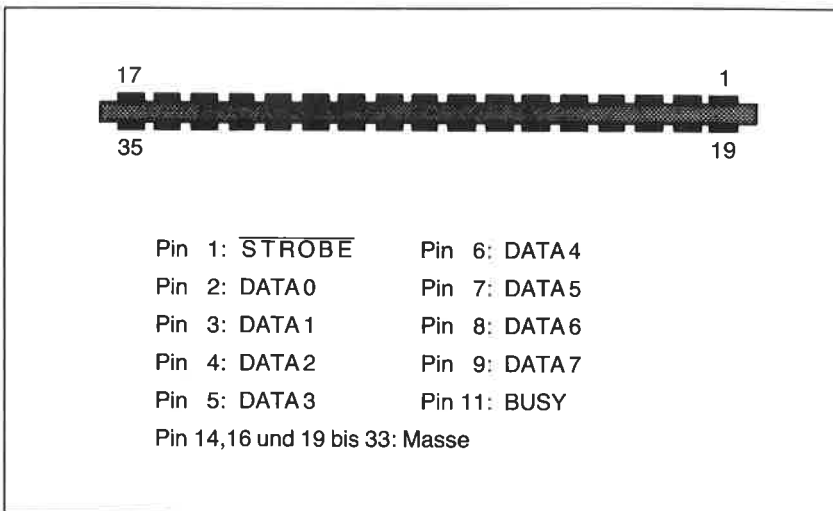 17 1
35 19
Pin 1: STROBE Pin 6: DATA4
Pin 2: DATA0 Pin 7: DATA5
Pin 3: DATA1 Pin 8: DATA6
Pin 4: DATA2 Pin 9: DATA7
Pin 5: DATA3 Pin 11: BUSY
Pin 14,16 und 19 bis 33: Masse